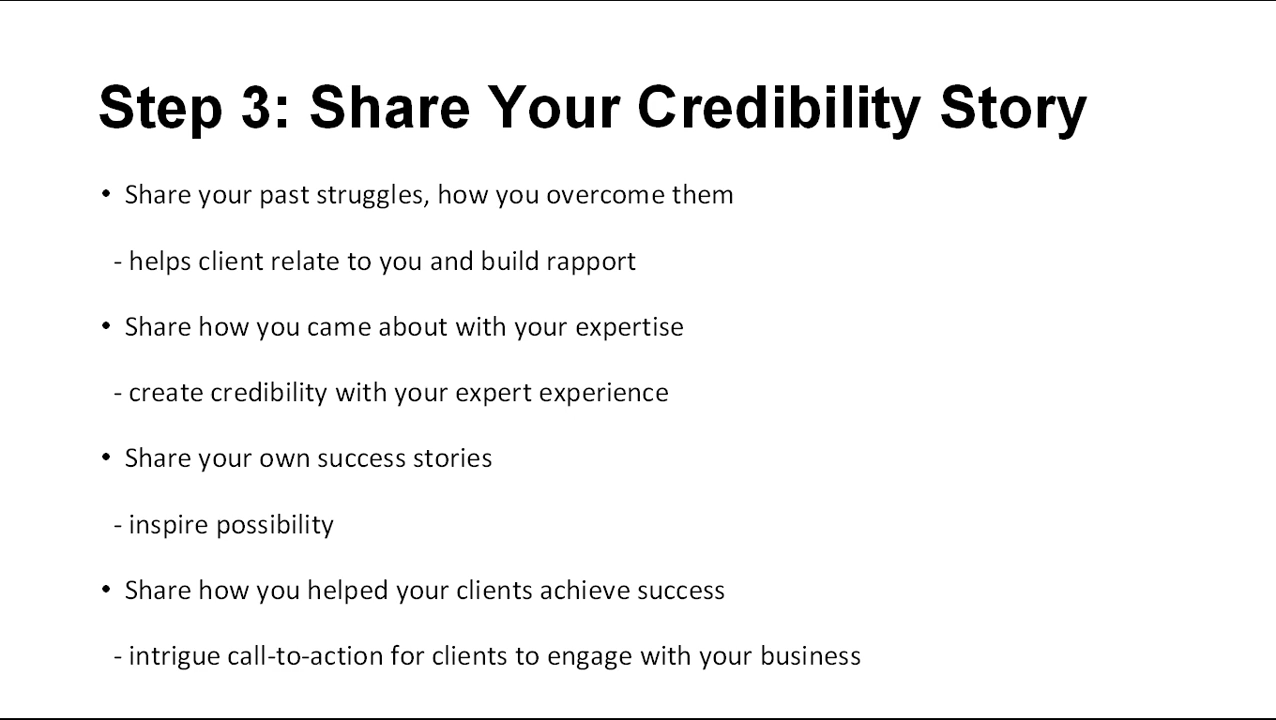 Step 3: Share Your Credibility Story
• Share your past struggles, how you overcome them
- helps client relate to you and build rapport
• Share how you came about with your expertise
- create credibility with your expert experience
• Share your own success stories
- inspire possibility
• Share how you helped your clients achieve success
- intrigue call-to-action for clients to engage with your business